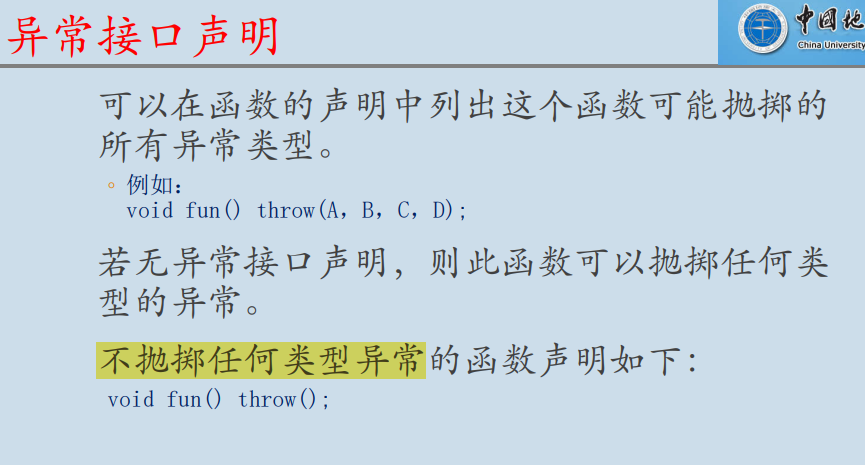 异常接口声明
中国地
China University
可以在函数的声明中列出这个函数可能抛掷的
所有异常类型。
例如：
void fun() throw(A，B，C，D);
若无异常接口声明，则此函数可以抛掷任何类
型的异常。
不抛掷任何类型异常的函数声明如下：
void fun() throw();